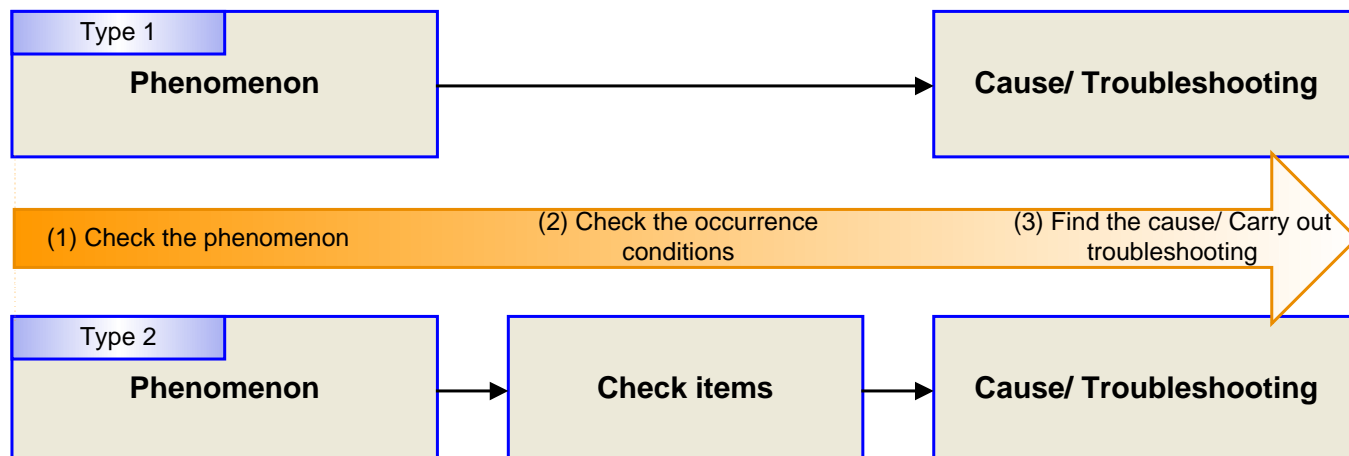 Type 1
Phenomenon
Cause/ Troubleshooting
(1) Check the phenomenon
(2) Check the occurrence
conditions
(3) Find the cause/ Carry out
troubleshooting
Type 2
Phenomenon
Check items
Cause/ Troubleshooting